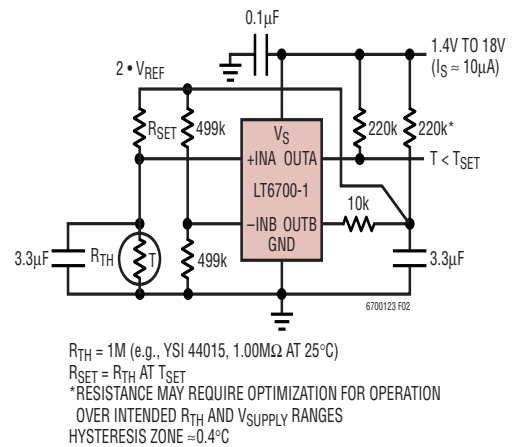 0.1µF
1.4V TO 18V
(IS ≈ 10µA)
2 • VREF
RSET
499k
VS
220k
220k*
+INA OUTA
T < TSET
LT6700-1
10k
–INB OUTB
GND
3.3µF
RTH
T
499k
3.3µF
6700123 F02
RTH = 1M (e.g., YSI 44015, 1.00MΩ AT 25°C)
RSET = RTH AT TSET
*RESISTANCE MAY REQUIRE OPTIMIZATION FOR OPERATION
OVER INTENDED RTH AND VSUPPLY RANGES
HYSTERESIS ZONE ≈0.4°C